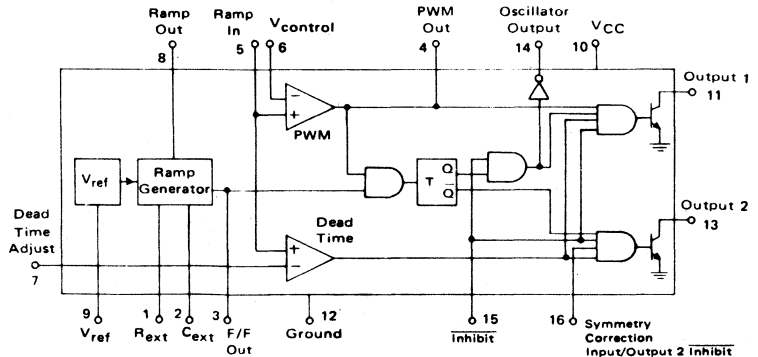 Ramp Out
8
Ramp In
5
Vcontrol
6
PWM Out
4
Oscillator Output
14
VCC
10
Output 1
11
PWM
Vref
Ramp Generator
T
Q
Q̅
Dead Time
Output 2
13
Dead Time Adjust
7
9
Vref
1
Rext
2
Cext
3
F/F Out
12
Ground
15
Inhibit
16
Symmetry Correction Input/Output 2 Inhibit